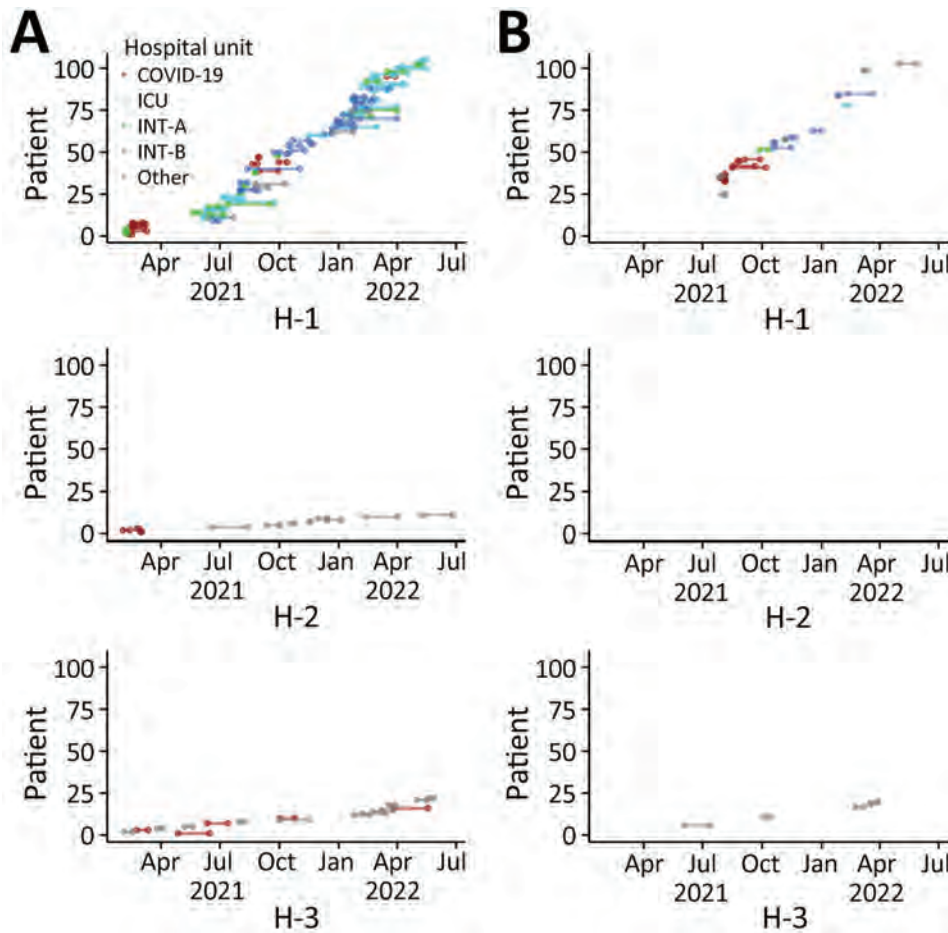 A
B
Hospital unit
COVID-19
ICU
INT-A
INT-B
Other
Patient
100
75
50
25
0
Apr Jul Oct Jan Apr Jul
2021 2022
H-1
Patient
100
75
50
25
0
Apr Jul Oct Jan Apr Jul
2021 2022
H-1
Patient
100
75
50
25
0
Apr Jul Oct Jan Apr Jul
2021 2022
H-2
Patient
100
75
50
25
0
Apr Jul Oct Jan Apr Jul
2021 2022
H-2
Patient
100
75
50
25
0
Apr Jul Oct Jan Apr Jul
2021 2022
H-3
Patient
100
75
50
25
0
Apr Jul Oct Jan Apr Jul
2021 2022
H-3